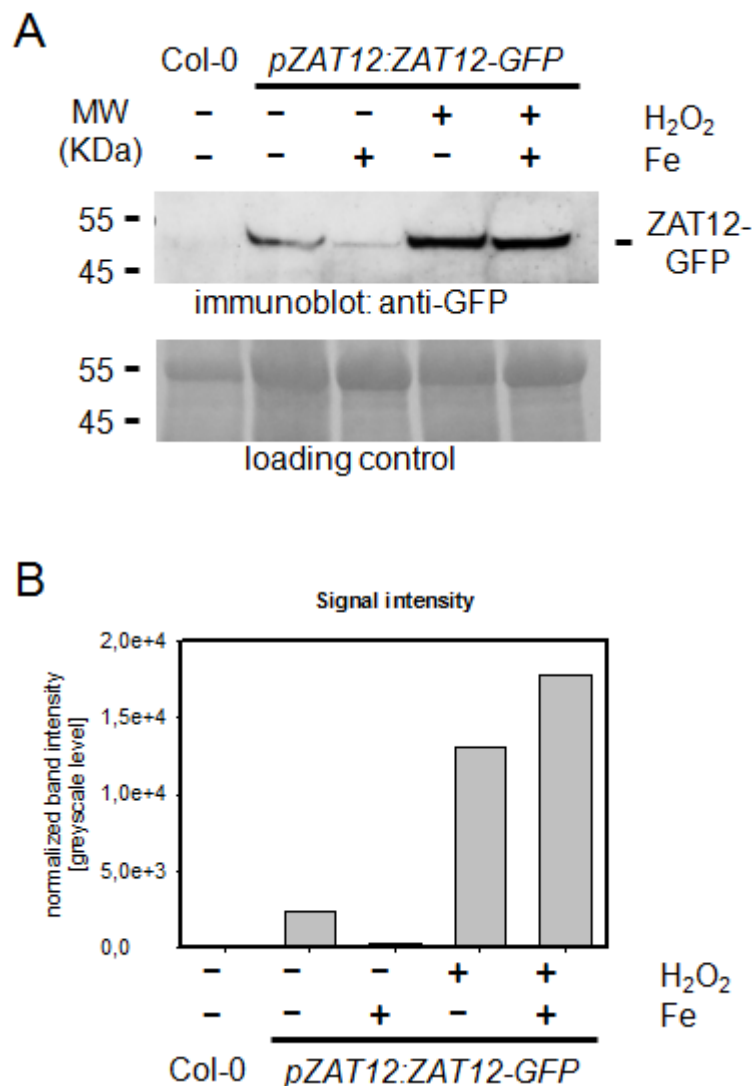 A
Col-0 pZAT12:ZATI2-GFP
MW - - - + + H₂O₂
(KDa) - - + - + Fe
55 - ZAT12-
45 - GFP
immunoblot: anti-GFP
55 -
45 -
loading control
B
Signal intensity
normalized band intensity
[greyscale level]
2,0e+4
1,5e+4
1,0e+4
5,0e+3
0,0
- - - + + H₂O₂
- - + - + Fe
Col-0 pZAT12:ZAT12-GFP